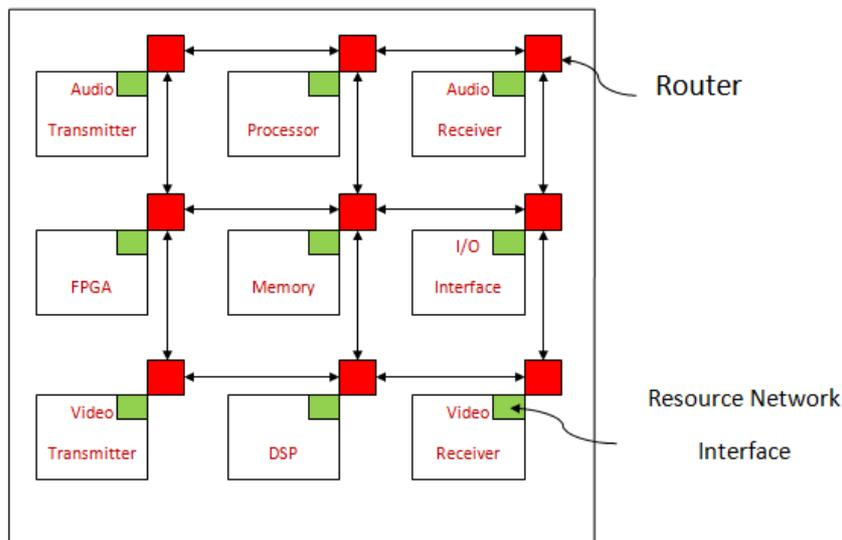 Audio
Transmitter
Processor
Audio
Receiver
Router
FPGA
Memory
I/O
Interface
Video
Transmitter
DSP
Video
Receiver
Resource Network
Interface